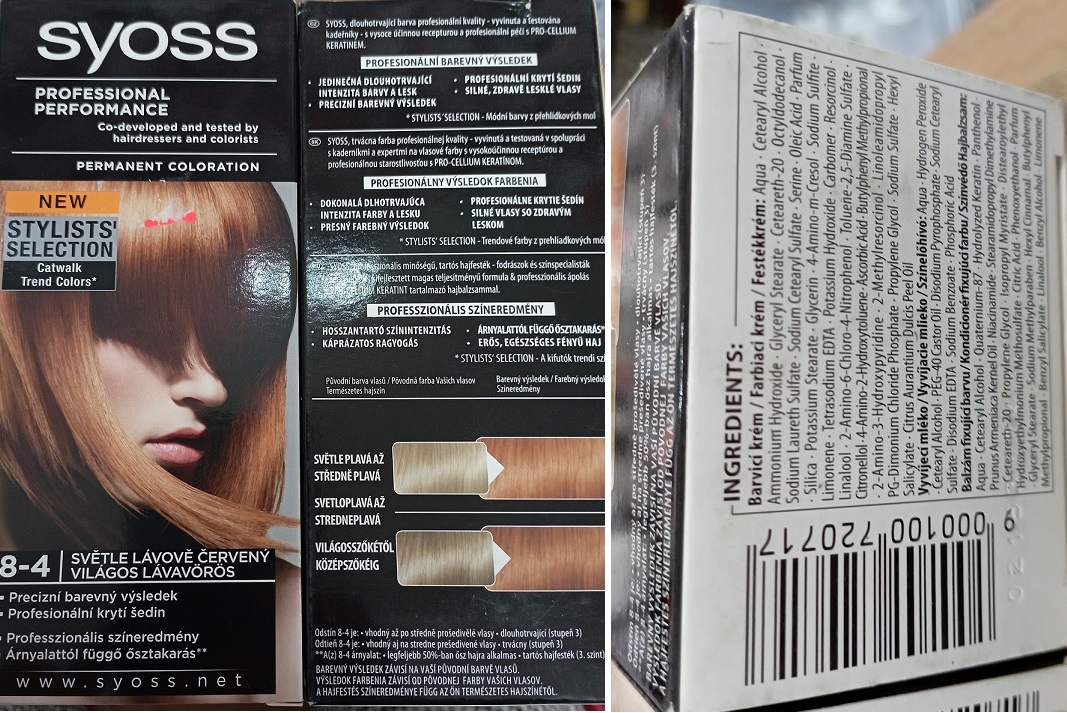 syoss
PROFESSIONAL
PERFORMANCE
Co-developed and tested by
hairdressers and colorists
PERMANENT COLORATION
NEW
STYLISTS'
SELECTION
Catwalk
Trend Colors*
8-4
SVĚTLE LÁVOVĚ ČERVENÝ
VILÁGOS LÁVAVÖRÖS
• Precizní barevný výsledek
• Profesionální krytí šedin
• Professzionális színeredmény
• Árnyalattól függő ősztakarás**
www.syoss.net
CZ SYOSS, dlouhotrvající barva profesionální kvality - vyvinuta a testována
kadeřníky - s vysoce účinnou recepturou a profesionální péčí s PRO-CELLIUM
KERATINEM.
PROFESIONÁLNÍ BAREVNÝ VÝSLEDEK
• JEDINEČNÁ DLOUHOTRVAJÍCÍ
INTENZITA BARVY A LESK
• PRECIZNÍ BAREVNÝ VÝSLEDEK
• PROFESIONÁLNÍ KRYTÍ ŠEDIN
• SILNÉ, ZDRAVĚ LESKLÉ VLASY
* STYLISTS' SELECTION - Módní barvy z přehlídkových mol
SK SYOSS, trvácna farba profesionálnej kvality - vyvinutá a testovaná v spolupráci
s kaderníkmi a expertmi na vlasové farby s vysokoúčinnou receptúrou a
profesionálnou starostlivosťou s PRO-CELLIUM KERATÍNOM.
PROFESIONÁLNY VÝSLEDOK FARBENIA
• DOKONALÁ DLHOTRVAJÚCA
INTENZITA FARBY A LESKU
• PRESNÝ FAREBNÝ VÝSLEDOK
• PROFESIONÁLNE KRYTIE ŠEDÍN
• SILNÉ VLASY SO ZDRAVÝM
LESKOM
* STYLISTS' SELECTION - Trendové farby z prehliadkových mól
SYOSS, professzionális minőségű, tartós hajfesték - fodrászok és színspecialisták
kifejlesztett magas teljesítményű formula & professzionális ápolás
KERATINT tartalmazó hajbalzsammal.
PROFESSZIONÁLIS SZÍNEREDMÉNY
• HOSSZANTARTÓ SZÍNINTENZITÁS
• KÁPRÁZATOS RAGYOGÁS
• ÁRNYALATTÓL FÜGGŐ ŐSZTAKARÁS**
• ERŐS, EGÉSZSÉGES FÉNYŰ HAJ
* STYLISTS' SELECTION - A kifutók trendi szí
Původní barva vlasů / Pôvodná farba Vašich vlasov
Természetes hajszín
Barevný výsledek / Farebný výsledok
Színeredmény
SVĚTLE PLAVÁ AŽ
STŘEDNĚ PLAVÁ
SVETLOPLAVÁ AŽ
STREDNEPLAVÁ
VILÁGOSSZŐKÉTŐL
KÖZÉPSZŐKÉIG
Odstín 8-4 je: • vhodný až po středně prošedivělé vlasy • dlouhotrvající (stupeň 3)
Odtieň 8-4 je: • vhodný aj na stredne prešedivené vlasy • trvácny (stupeň 3)
**A(z) 8-4 árnyalat: • legfeljebb 50%-ban ősz hajra alkalmas • tartós hajfesték (3. szint)
BAREVNÝ VÝSLEDEK ZÁVISÍ NA VAŠÍ PŮVODNÍ BARVĚ VLASŮ.
VÝSLEDOK FARBENIA ZÁVISÍ OD PÔVODNEJ FARBY VAŠICH VLASOV.
A HAJFESTÉS SZÍNEREDMÉNYE FÜGG AZ ÖN TERMÉSZETES HAJSZÍNÉTŐL.
INGREDIENTS:
Barvicí krém / Farbiaci krém / Festékkrém: Aqua · Cetearyl Alcohol ·
Ammonium Hydroxide · Glyceryl Stearate · Ceteareth-20 · Octyldodecanol ·
Sodium Laureth Sulfate · Sodium Cetearyl Sulfate · Serine · Oleic Acid · Parfum
· Silica · Potassium Stearate · Glycerin · 4-Amino-m-Cresol · Sodium Sulfite ·
Limonene · Tetrasodium EDTA · Potassium Hydroxide · Carbomer · Resorcinol ·
Linalool · 2-Amino-6-Chloro-4-Nitrophenol · Toluene-2,5-Diamine Sulfate ·
Citronellol · 4-Amino-2-Hydroxytoluene · Ascorbic Acid · Butylphenyl Methylpropional
· 2-Amino-3-Hydroxypyridine · 2-Methylresorcinol · Linoleamidopropyl
PG-Dimonium Chloride Phosphate · Propylene Glycol · Sodium Sulfate · Hexyl
Salicylate · Citrus Aurantium Dulcis Peel Oil
Vyvíjecí mléko / Vyvíjacie mlieko / Színelőhívó: Aqua · Hydrogen Peroxide
· Cetearyl Alcohol · PEG-40 Castor Oil · Disodium Pyrophosphate · Sodium Cetearyl
Sulfate · Disodium EDTA · Sodium Benzoate · Phosphoric Acid
Balzám fixující barvu / Kondicionér fixujúci farbu / Színvédő Hajbalzsam:
Aqua · Cetearyl Alcohol · Quaternium-87 · Hydrolyzed Keratin · Panthenol ·
Prunus Armeniaca Kernel Oil · Niacinamide · Stearamidopropyl Dimethylamine
· Ceteareth-20 · Propylene Glycol · Isopropyl Myristate · Distearoylethyl
Hydroxyethylmonium Methosulfate · Citric Acid · Phenoxyethanol · Parfum
· Glyceryl Stearate · Sodium Methylparaben · Hexyl Cinnamal · Butylphenyl
Methylpropional · Benzyl Salicylate · Linalool · Benzyl Alcohol · Limonene
9 000100 720717